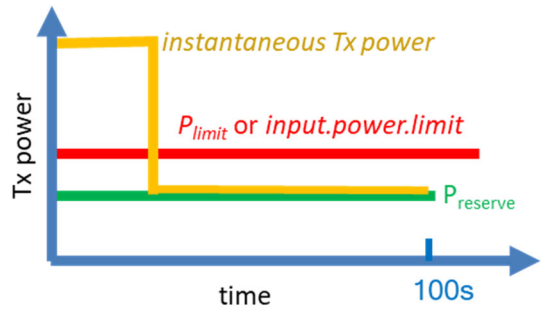 instantaneous Tx power
Plimit or input.power.limit
Tx power
Preserve
100s
time